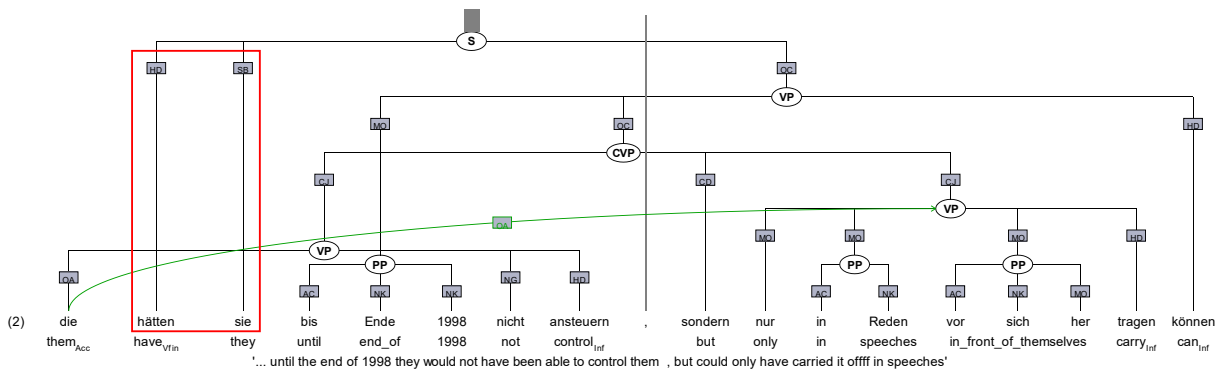 S
HD SB OC
VP
MO OC HD
CVP
CJ CD CJ
OA VP
MO MO MO HD
VP PP PP PP
OA AC NK NK NG HD AC NK AC NK MO
(2) die hätten sie bis Ende 1998 nicht ansteuern , sondern nur in Reden vor sich her tragen können
themAcc haveVfin they until end_of 1998 not controlInf but only in speeches in_front_of_themselves carryInf canInf
'... until the end of 1998 they would not have been able to control them , but could only have carried it offff in speeches'